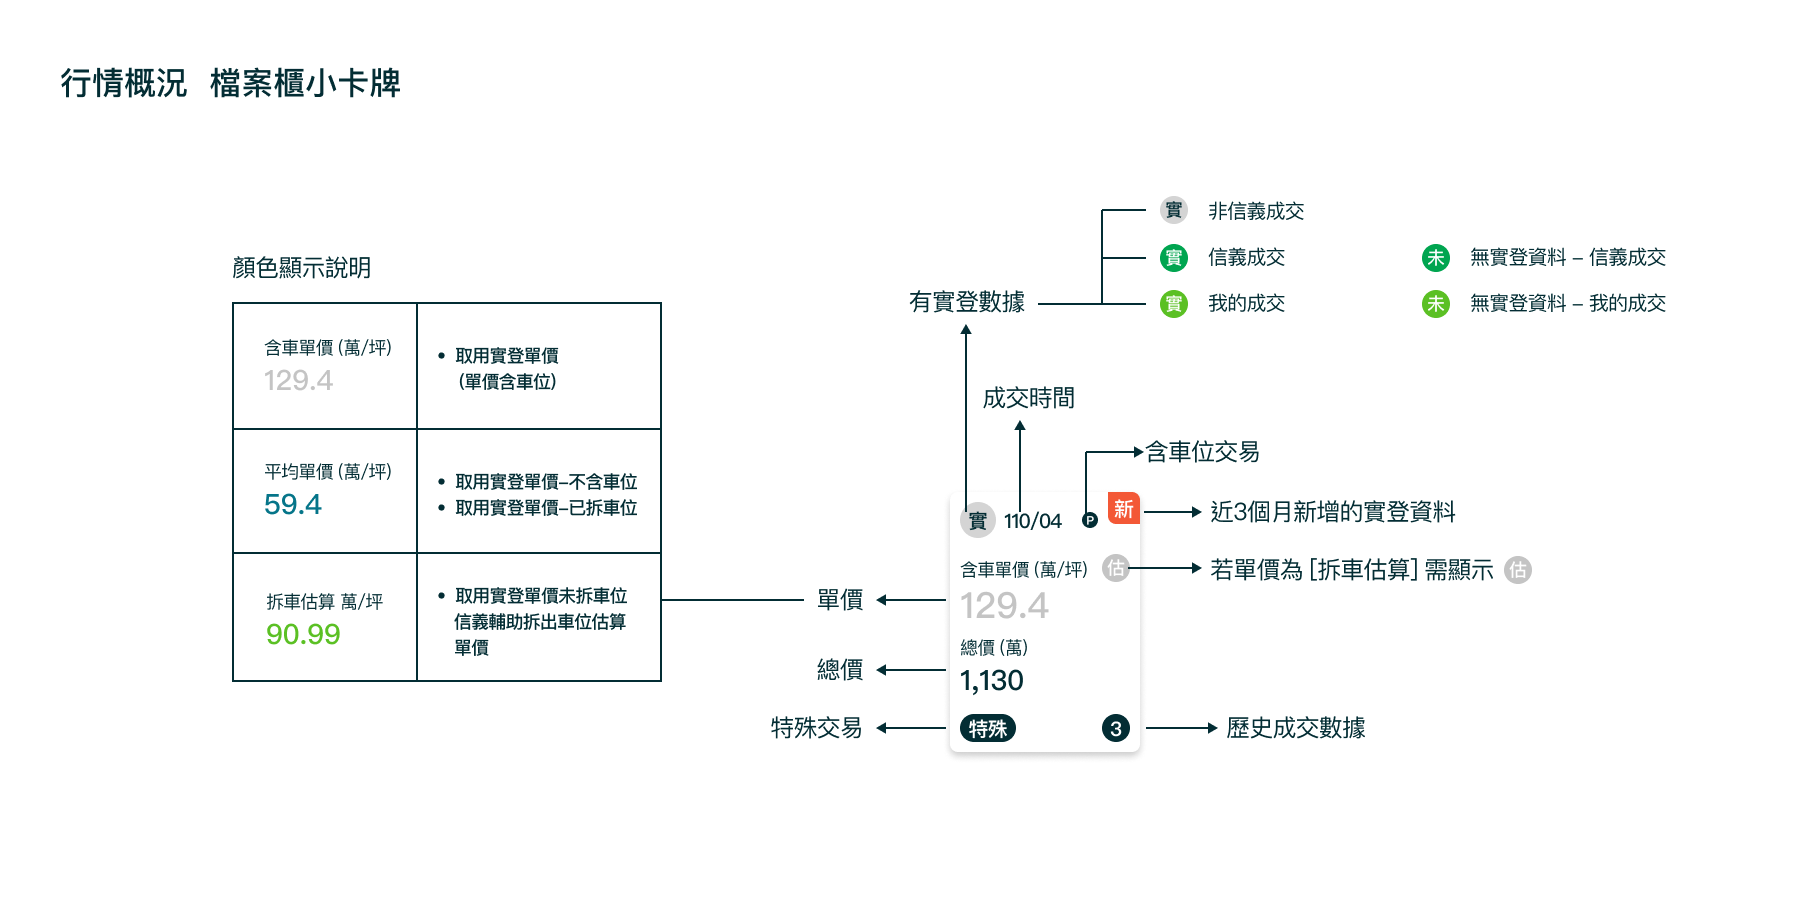 行情概況 檔案櫃小卡牌
顏色顯示說明
含車單價 (萬/坪)
129.4
• 取用實登單價
(單價含車位)
平均單價 (萬/坪)
59.4
• 取用實登單價–不含車位
• 取用實登單價–已拆車位
拆車估算 萬/坪
90.99
• 取用實登單價未拆車位
信義輔助拆出車位估算
單價
有實登數據
實 非信義成交
實 信義成交
實 我的成交
未 無實登資料 – 信義成交
未 無實登資料 – 我的成交
成交時間
含車位交易
實 110/04 P 新
近3個月新增的實登資料
含車單價 (萬/坪) 估
若單價為 [拆車估算] 需顯示 估
129.4
單價
總價 (萬)
1,130
總價
特殊 3
特殊交易
歷史成交數據